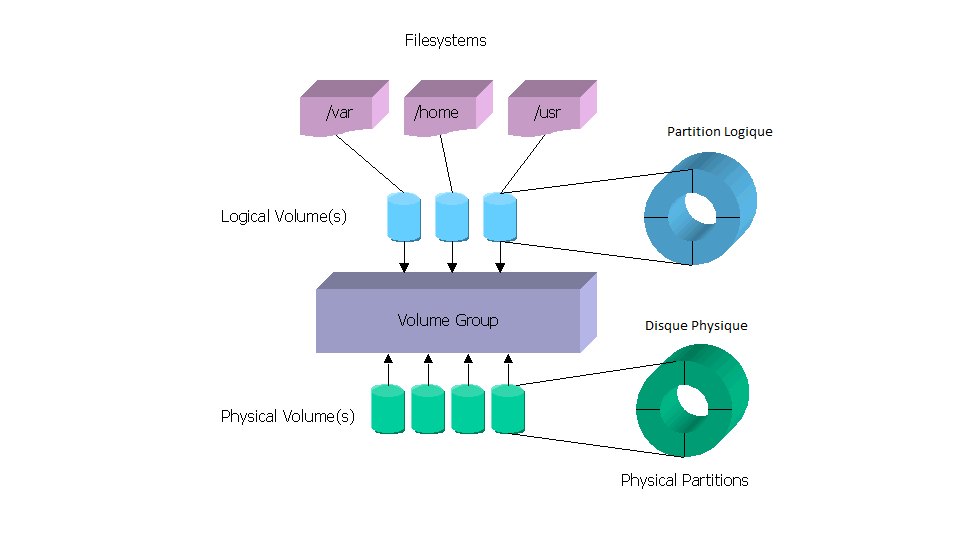 Filesystems
/var
/home
/usr
Partition Logique
Logical Volume(s)
Volume Group
Disque Physique
Physical Volume(s)
Physical Partitions